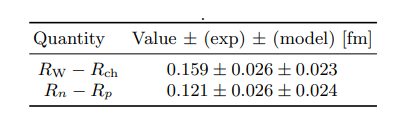 Quantity Value ± (exp) ± (model) [fm]
R_W − R_ch 0.159 ± 0.026 ± 0.023
R_n − R_p 0.121 ± 0.026 ± 0.024